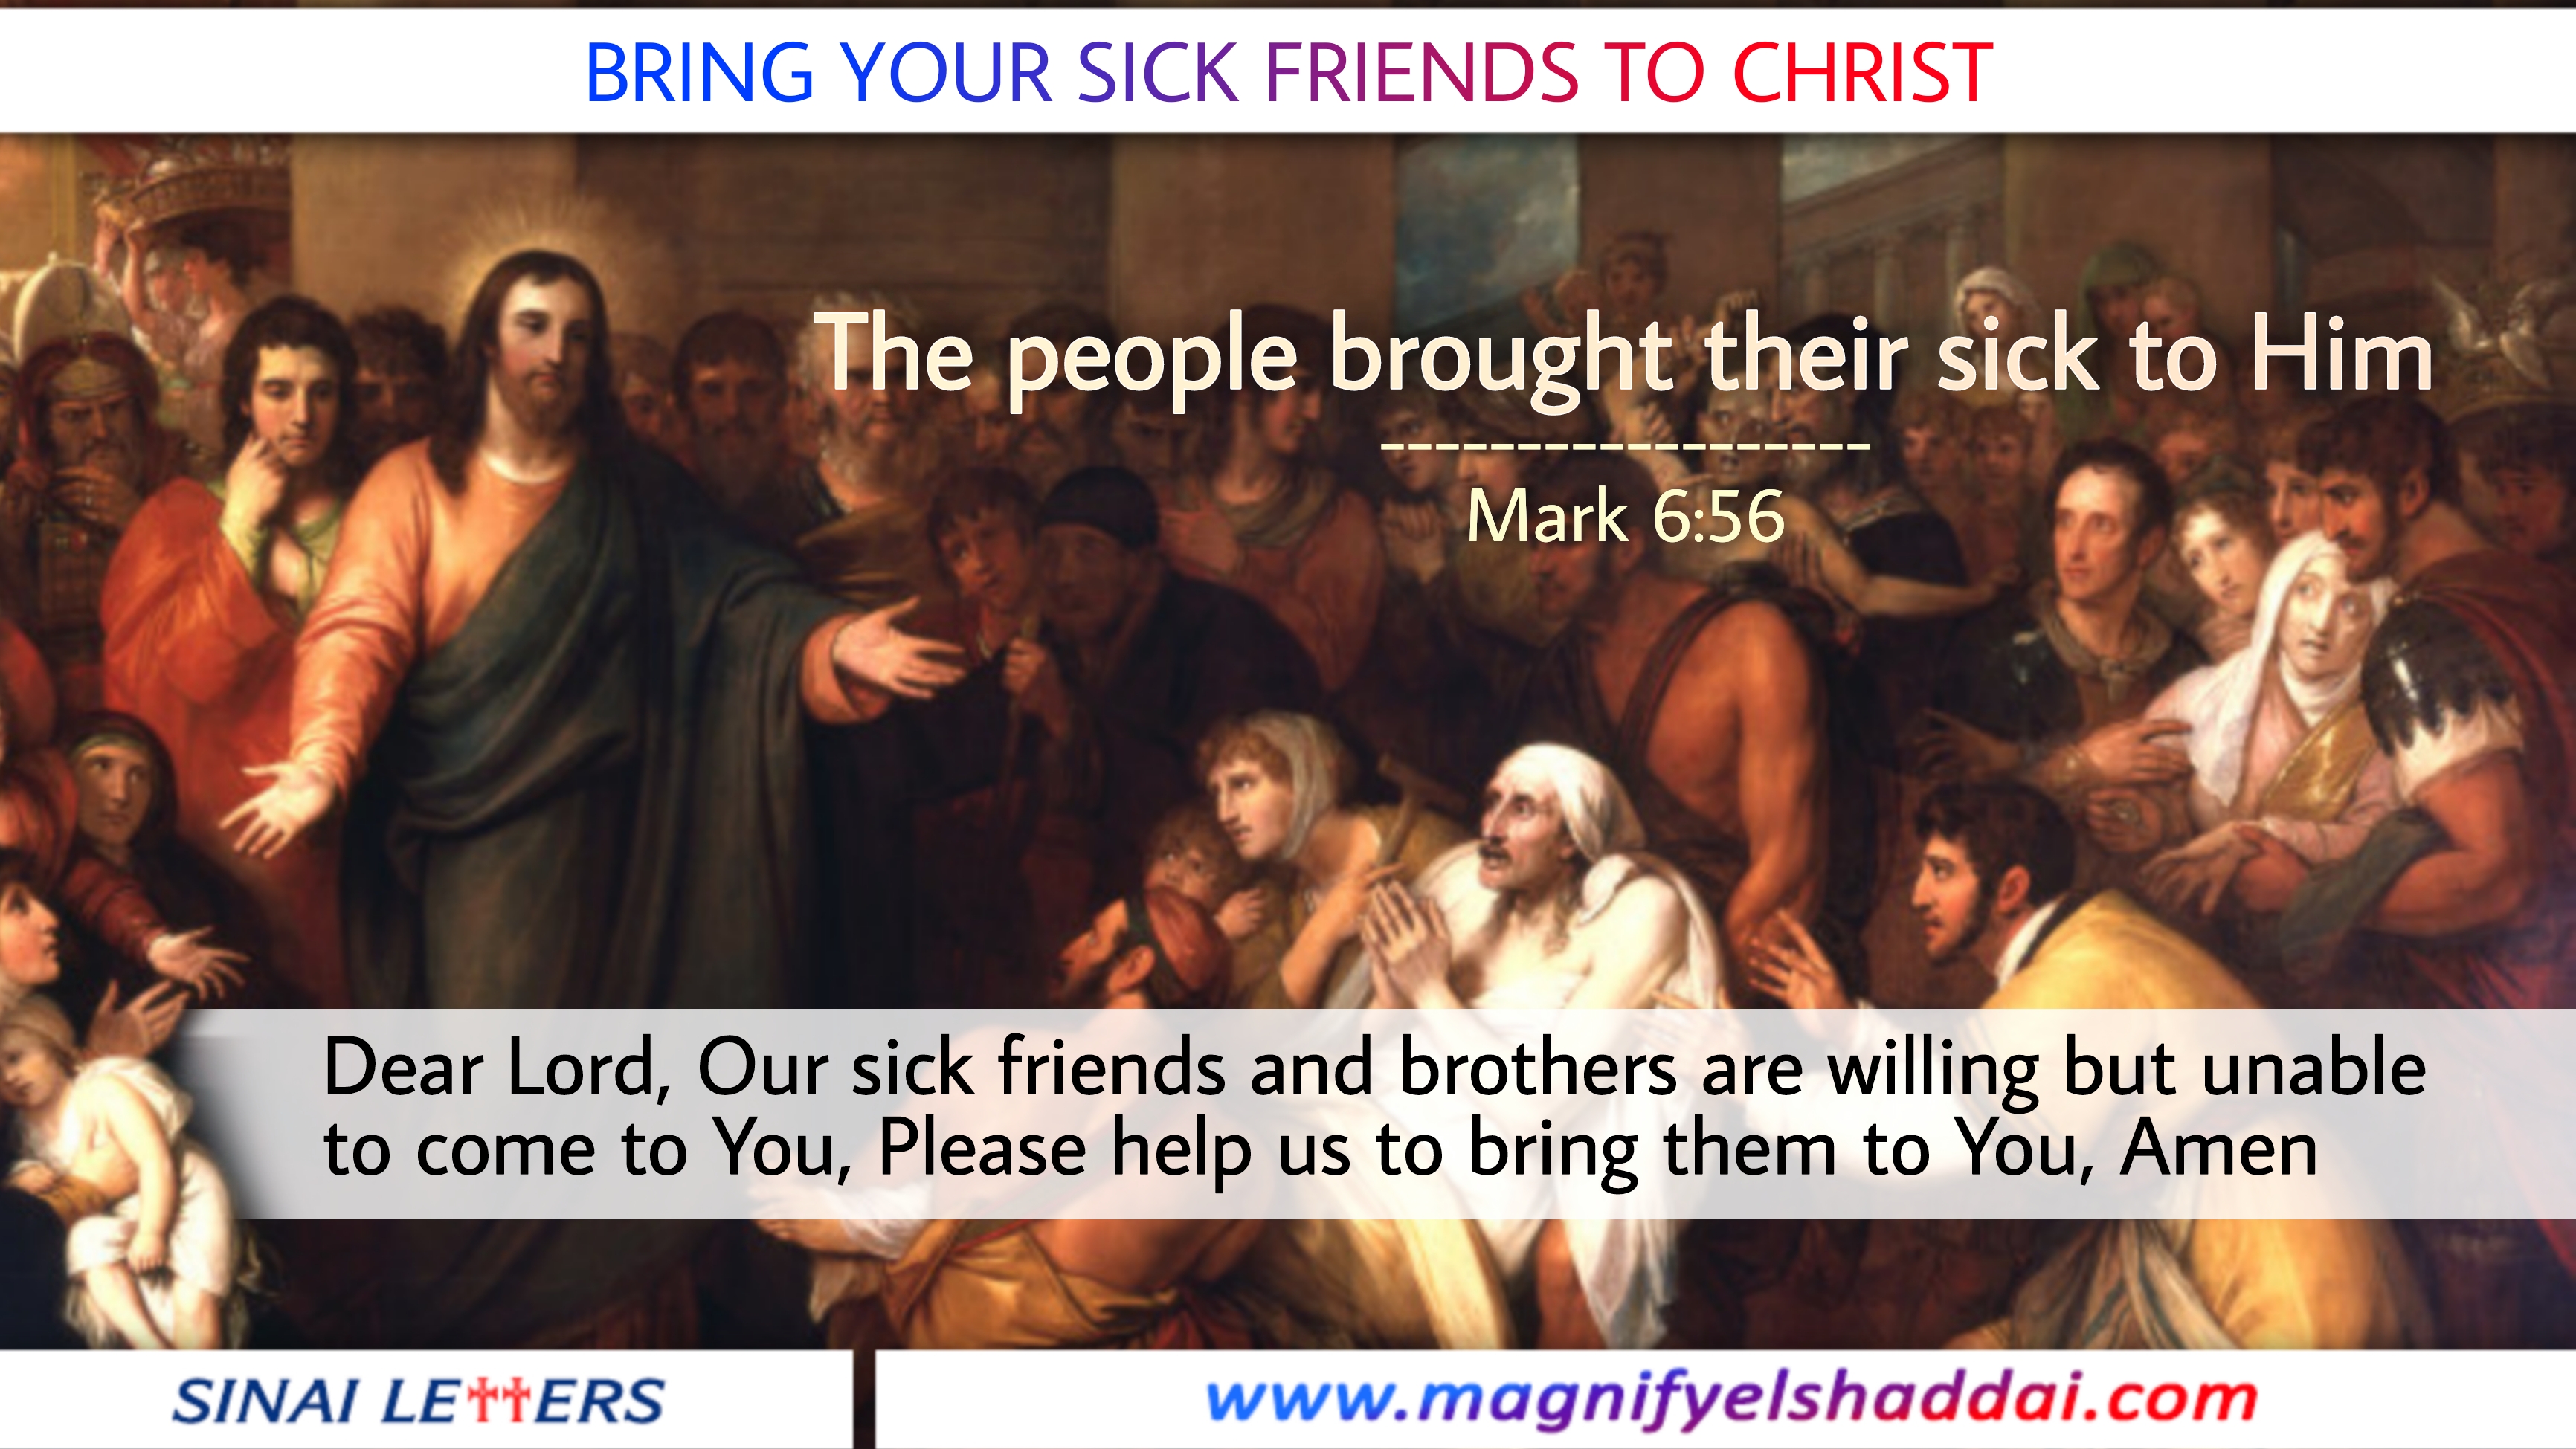 BRING YOUR SICK FRIENDS TO CHRIST
The people brought their sick to Him
------------------
Mark 6:56
Dear Lord, Our sick friends and brothers are willing but unable
to come to You, Please help us to bring them to You, Amen
SINAI LETTERS
www.magnifyelshaddai.com